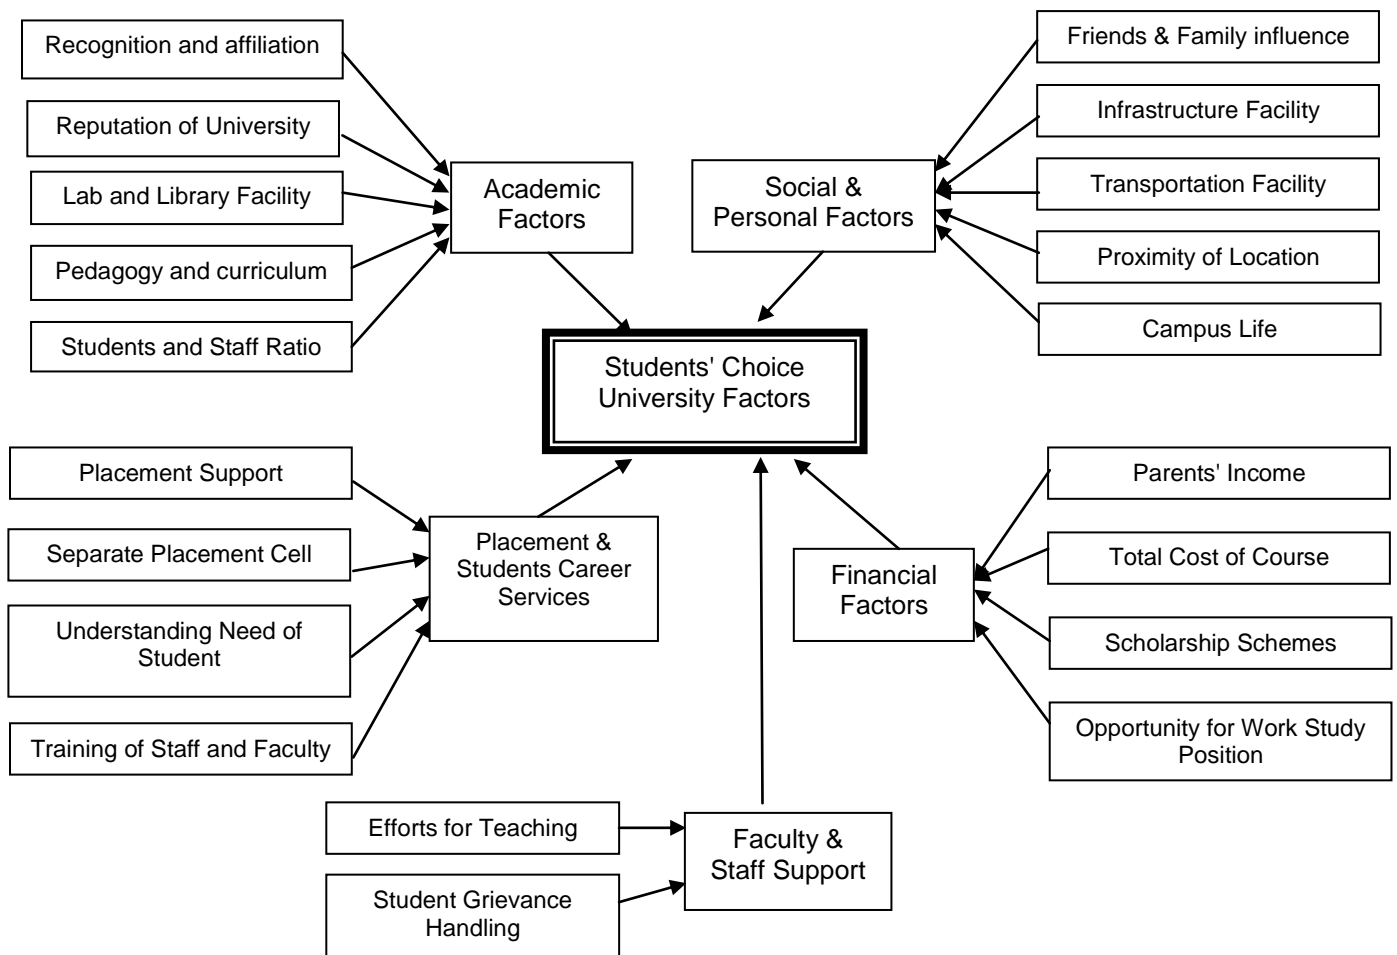 Recognition and affiliation
Reputation of University
Lab and Library Facility
Pedagogy and curriculum
Students and Staff Ratio
Academic
Factors
Social &
Personal Factors
Friends & Family influence
Infrastructure Facility
Transportation Facility
Proximity of Location
Campus Life
Students' Choice
University Factors
Placement Support
Separate Placement Cell
Understanding Need of
Student
Training of Staff and Faculty
Placement &
Students Career
Services
Financial
Factors
Parents' Income
Total Cost of Course
Scholarship Schemes
Opportunity for Work Study
Position
Efforts for Teaching
Student Grievance
Handling
Faculty &
Staff Support